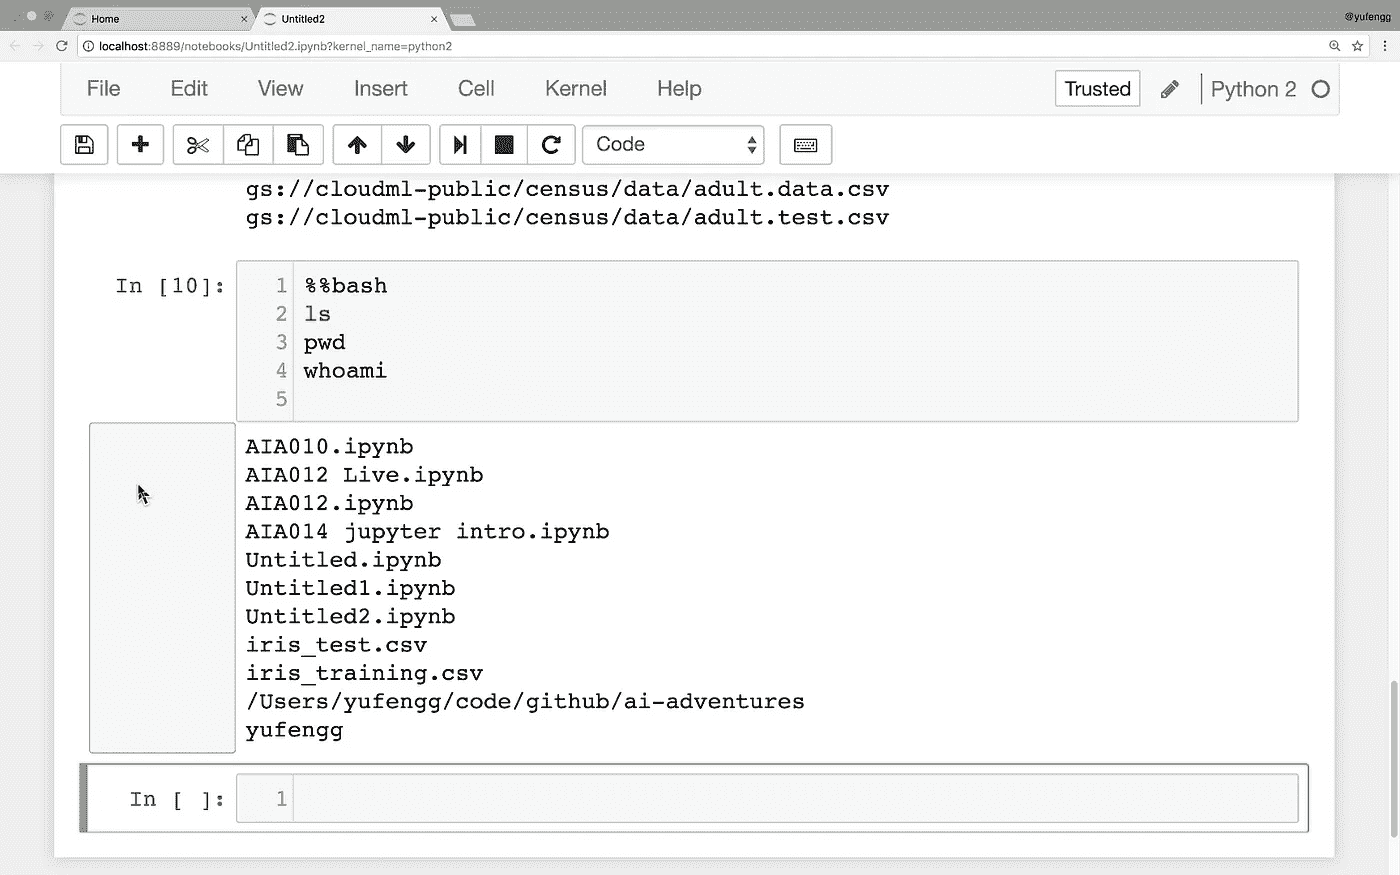 Home
Untitled2
@yufengg
localhost:8889/notebooks/Untitled2.ipynb?kernel_name=python2
File Edit View Insert Cell Kernel Help Trusted Python 2
Code
gs://cloudml-public/census/data/adult.data.csv
gs://cloudml-public/census/data/adult.test.csv
In [10]:
1 %%bash
2 ls
3 pwd
4 whoami
5
AIA010.ipynb
AIA012 Live.ipynb
AIA012.ipynb
AIA014 jupyter intro.ipynb
Untitled.ipynb
Untitled1.ipynb
Untitled2.ipynb
iris_test.csv
iris_training.csv
/Users/yufengg/code/github/ai-adventures
yufengg
In [ ]: 1